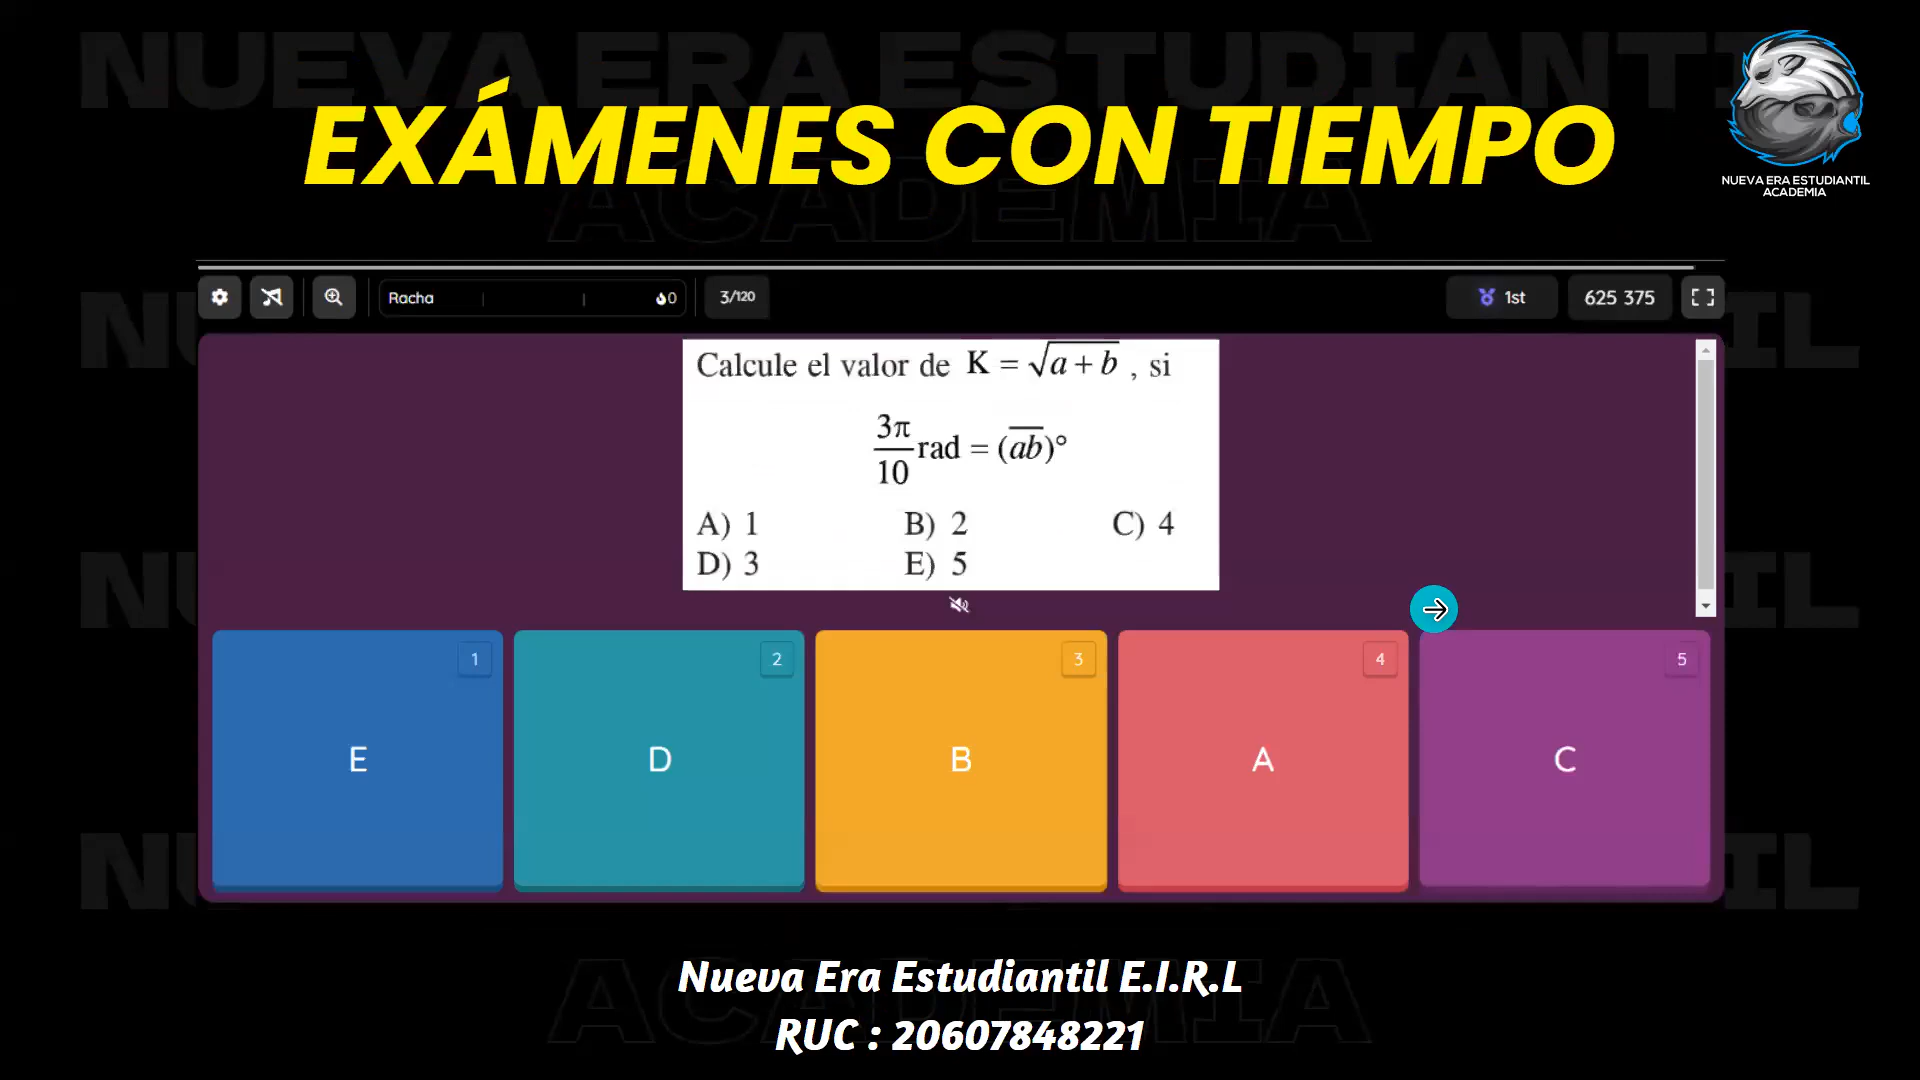 NUEVA ERA ESTUDIANTIL
EXÁMENES CON TIEMPO
ACADEMIA
NUEVA ERA ESTUDIANTIL
ACADEMIA
Racha 0 3/120 1st 625 375
Calcule el valor de K = √(a + b) , si
3π/10 rad = (\overline{ab})°
A) 1 B) 2 C) 4
D) 3 E) 5
1 2 3 4 5
E D B A C
ACADEMIA
Nueva Era Estudiantil E.I.R.L
RUC : 20607848221